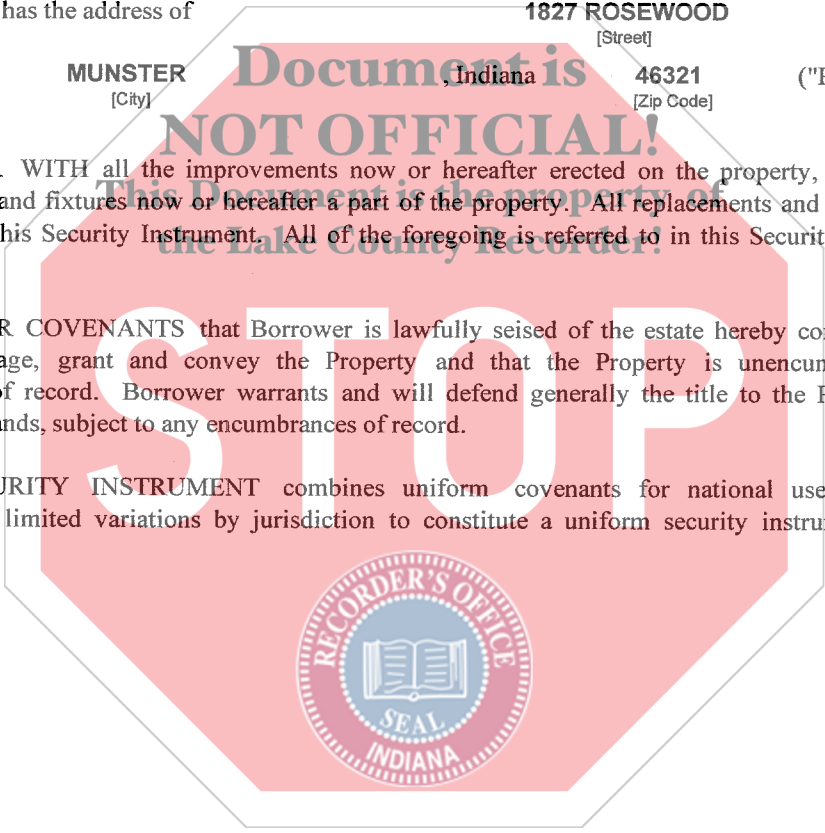 has the address of 1827 ROSEWOOD
[Street]
MUNSTER , Indiana 46321 ("
[City] [Zip Code]
Document is
NOT OFFICIAL!
. WITH all the improvements now or hereafter erected on the property,
This Document is the property of
and fixtures now or hereafter a part of the property. All replacements and
the Lake County Recorder!
his Security Instrument. All of the foregoing is referred to in this Securit
R COVENANTS that Borrower is lawfully seised of the estate hereby co
age, grant and convey the Property and that the Property is unencum
of record. Borrower warrants and will defend generally the title to the P
ands, subject to any encumbrances of record.
STOP
URITY INSTRUMENT combines uniform covenants for national use
limited variations by jurisdiction to constitute a uniform security instru
RECORDER'S OFFICE
SEAL
INDIANA